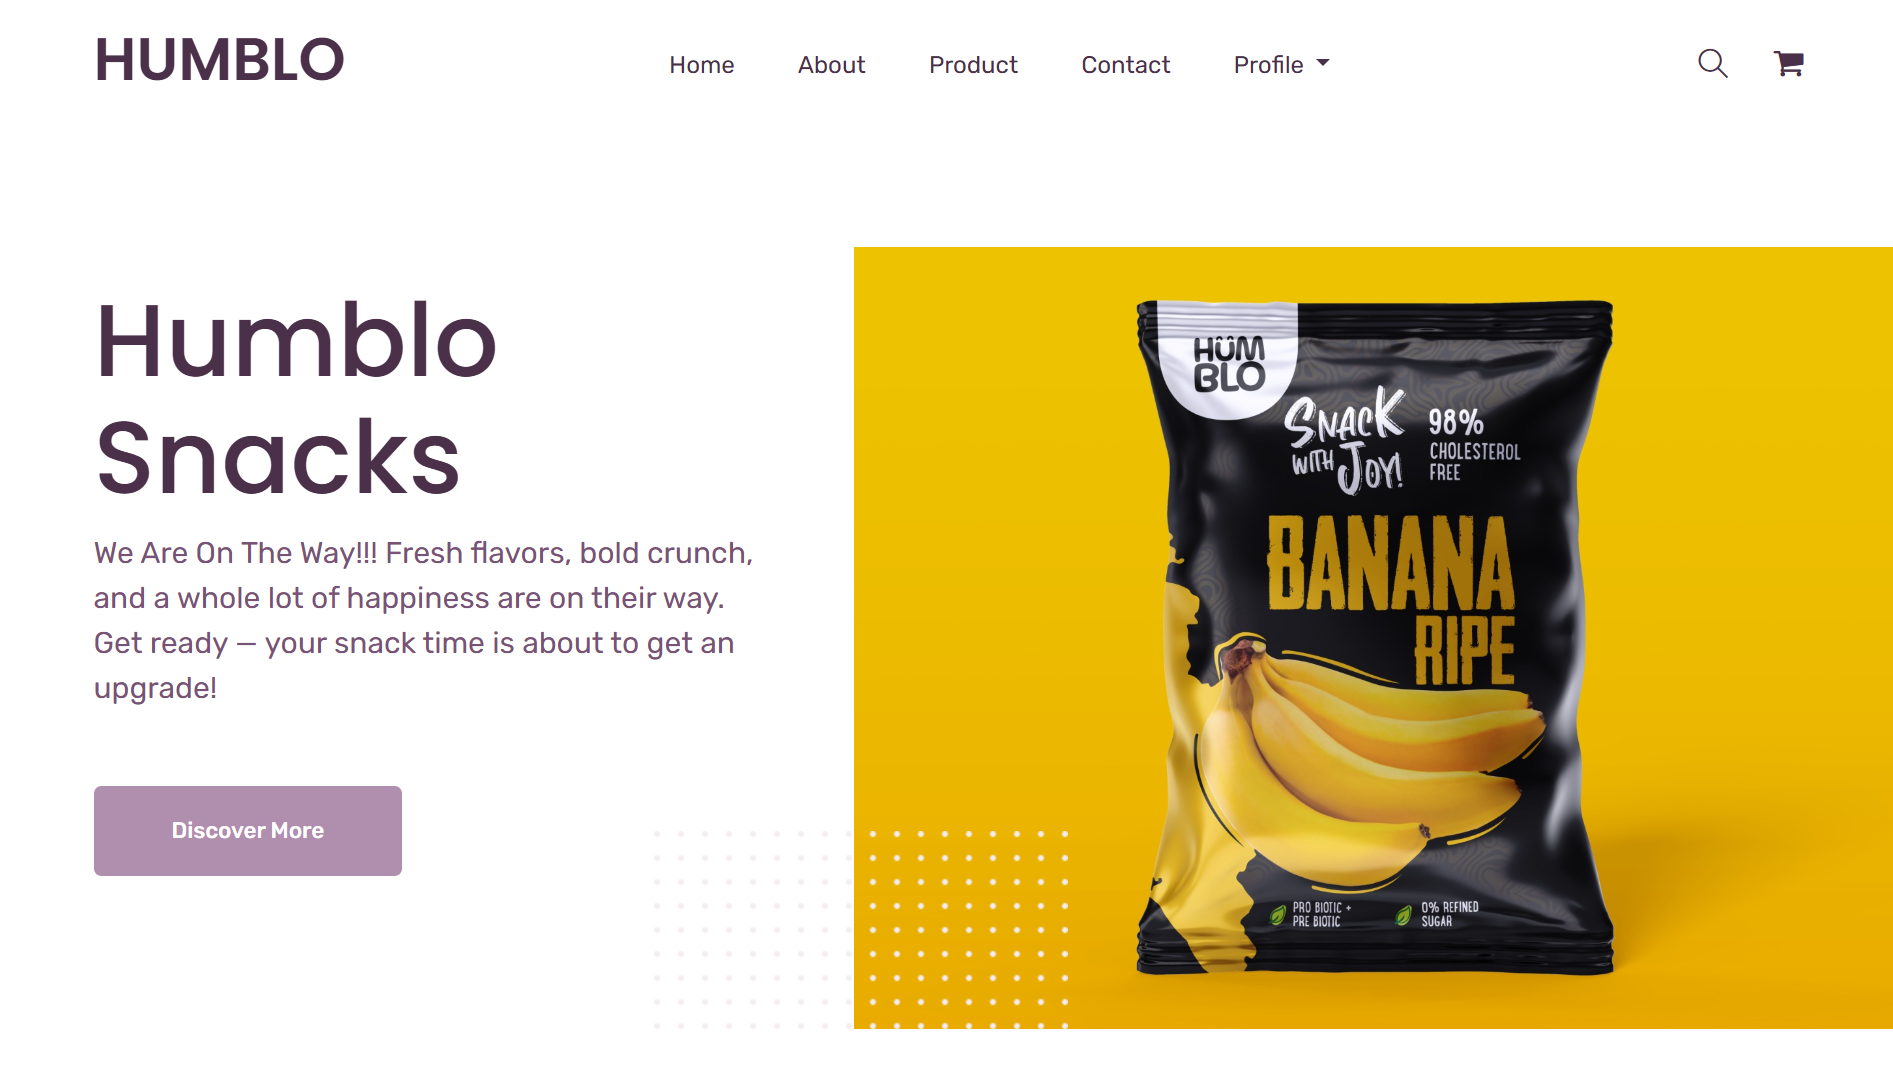 HUMBLO
Home
About
Product
Contact
Profile
Humblo
Snacks
We Are On The Way!!! Fresh flavors, bold crunch,
and a whole lot of happiness are on their way.
Get ready — your snack time is about to get an
upgrade!
Discover More
HÛM
BLO
SNACK
WITH JOY!
98%
CHOLESTEROL
FREE
BANANA
RIPE
PRO BIOTIC +
PRE BIOTIC
0% REFINED
SUGAR